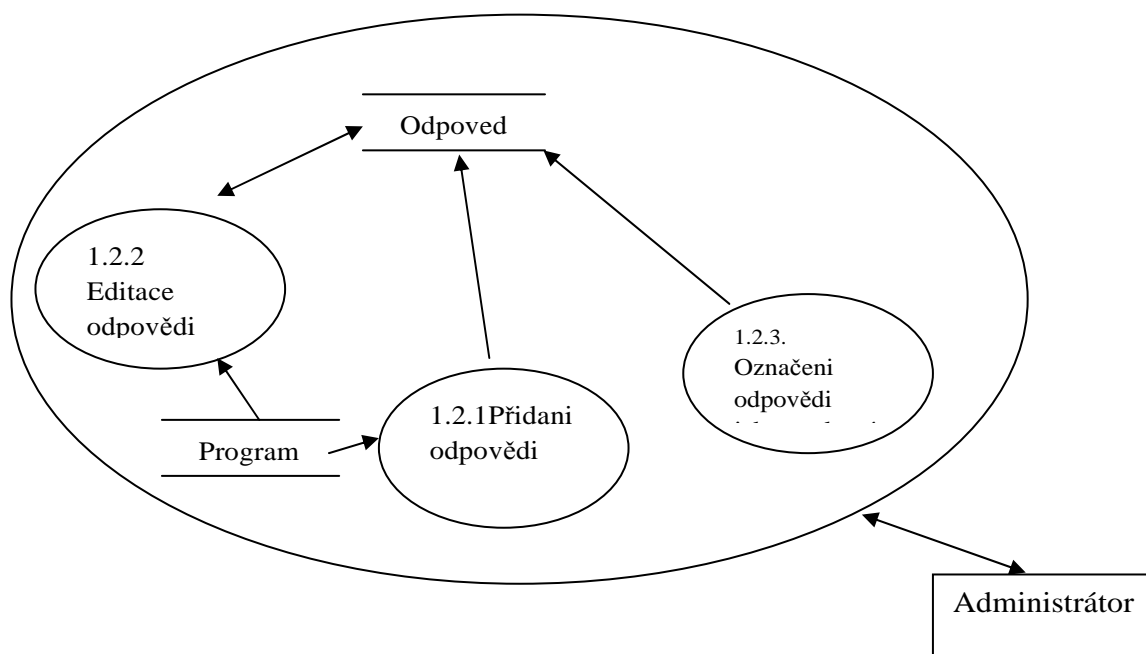 Odpoved
1.2.2
Editace
odpovědi
1.2.3.
Označeni
odpovědi
1.2.1Přidani
odpovědi
Program
Administrátor